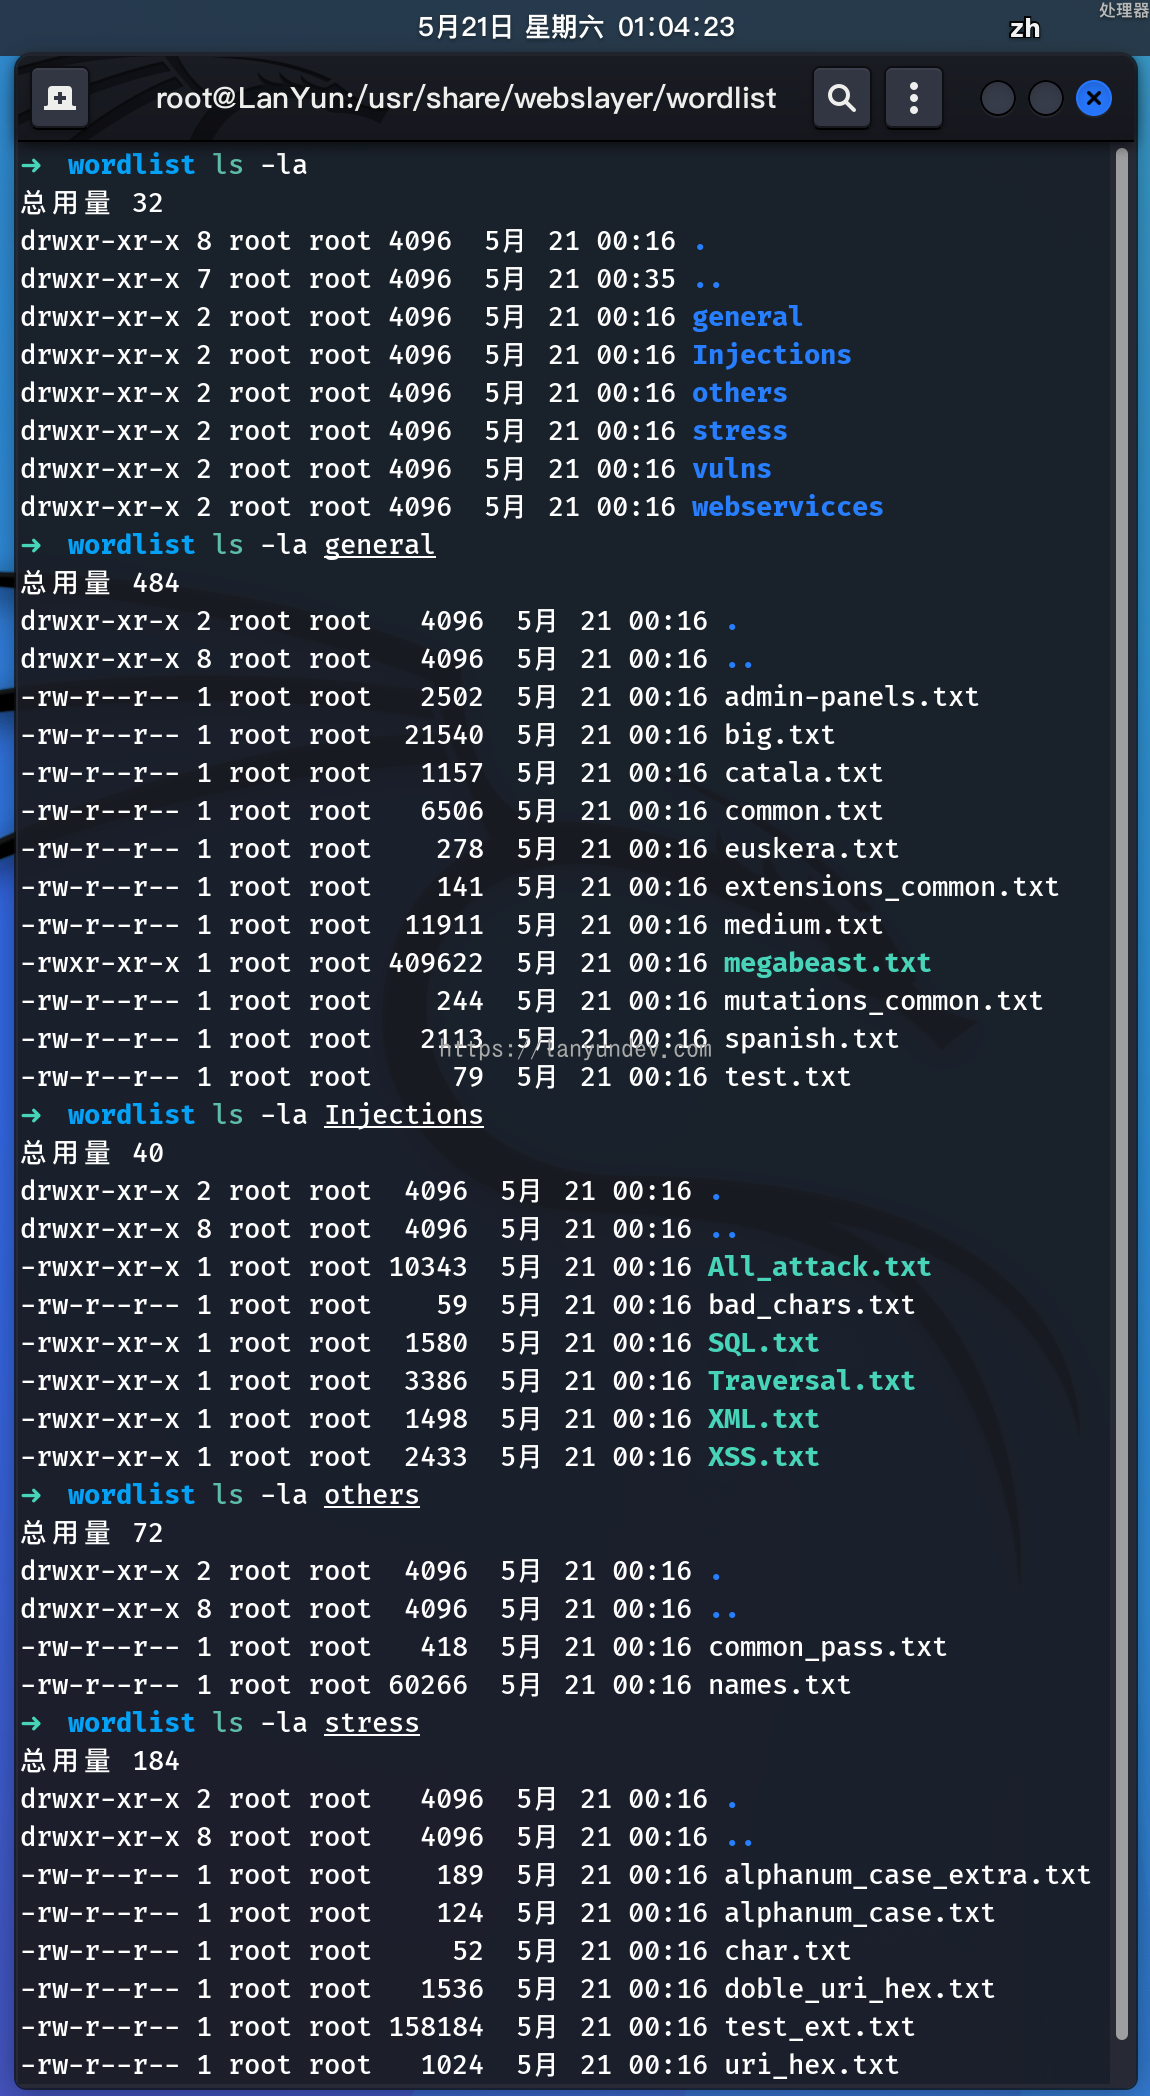 处理器
5月21日 星期六 01:04:23
zh
root@LanYun:/usr/share/webslayer/wordlist
➜ wordlist ls -la
总用量 32
drwxr-xr-x 8 root root 4096 5月 21 00:16 .
drwxr-xr-x 7 root root 4096 5月 21 00:35 ..
drwxr-xr-x 2 root root 4096 5月 21 00:16 general
drwxr-xr-x 2 root root 4096 5月 21 00:16 Injections
drwxr-xr-x 2 root root 4096 5月 21 00:16 others
drwxr-xr-x 2 root root 4096 5月 21 00:16 stress
drwxr-xr-x 2 root root 4096 5月 21 00:16 vulns
drwxr-xr-x 2 root root 4096 5月 21 00:16 webservicces
➜ wordlist ls -la general
总用量 484
drwxr-xr-x 2 root root 4096 5月 21 00:16 .
drwxr-xr-x 8 root root 4096 5月 21 00:16 ..
-rw-r--r-- 1 root root 2502 5月 21 00:16 admin-panels.txt
-rw-r--r-- 1 root root 21540 5月 21 00:16 big.txt
-rw-r--r-- 1 root root 1157 5月 21 00:16 catala.txt
-rw-r--r-- 1 root root 6506 5月 21 00:16 common.txt
-rw-r--r-- 1 root root 278 5月 21 00:16 euskera.txt
-rw-r--r-- 1 root root 141 5月 21 00:16 extensions_common.txt
-rw-r--r-- 1 root root 11911 5月 21 00:16 medium.txt
-rwxr-xr-x 1 root root 409622 5月 21 00:16 megabeast.txt
-rw-r--r-- 1 root root 244 5月 21 00:16 mutations_common.txt
-rw-r--r-- 1 root root 2113 5月 21 00:16 spanish.txt
https://lanyundev.com
-rw-r--r-- 1 root root 79 5月 21 00:16 test.txt
➜ wordlist ls -la Injections
总用量 40
drwxr-xr-x 2 root root 4096 5月 21 00:16 .
drwxr-xr-x 8 root root 4096 5月 21 00:16 ..
-rwxr-xr-x 1 root root 10343 5月 21 00:16 All_attack.txt
-rw-r--r-- 1 root root 59 5月 21 00:16 bad_chars.txt
-rwxr-xr-x 1 root root 1580 5月 21 00:16 SQL.txt
-rwxr-xr-x 1 root root 3386 5月 21 00:16 Traversal.txt
-rwxr-xr-x 1 root root 1498 5月 21 00:16 XML.txt
-rwxr-xr-x 1 root root 2433 5月 21 00:16 XSS.txt
➜ wordlist ls -la others
总用量 72
drwxr-xr-x 2 root root 4096 5月 21 00:16 .
drwxr-xr-x 8 root root 4096 5月 21 00:16 ..
-rw-r--r-- 1 root root 418 5月 21 00:16 common_pass.txt
-rw-r--r-- 1 root root 60266 5月 21 00:16 names.txt
➜ wordlist ls -la stress
总用量 184
drwxr-xr-x 2 root root 4096 5月 21 00:16 .
drwxr-xr-x 8 root root 4096 5月 21 00:16 ..
-rw-r--r-- 1 root root 189 5月 21 00:16 alphanum_case_extra.txt
-rw-r--r-- 1 root root 124 5月 21 00:16 alphanum_case.txt
-rw-r--r-- 1 root root 52 5月 21 00:16 char.txt
-rw-r--r-- 1 root root 1536 5月 21 00:16 doble_uri_hex.txt
-rw-r--r-- 1 root root 158184 5月 21 00:16 test_ext.txt
-rw-r--r-- 1 root root 1024 5月 21 00:16 uri_hex.txt